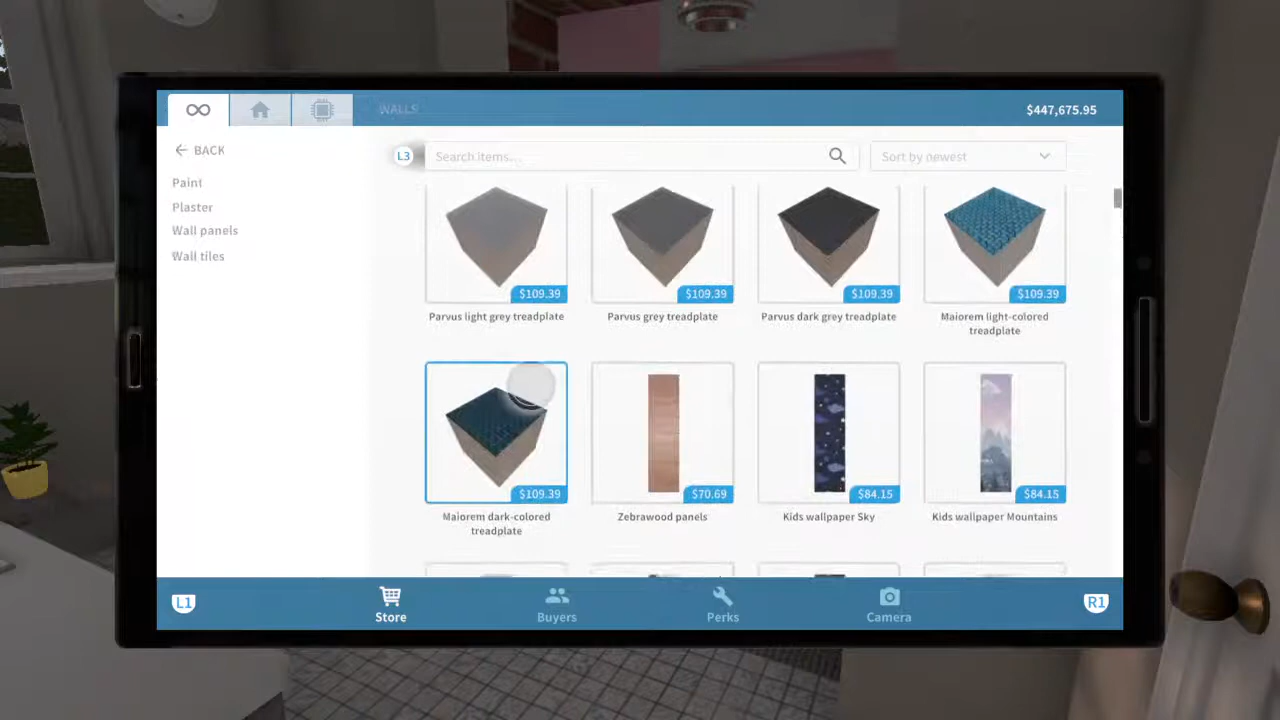 WALLS
$447,675.95
BACK
L3
Search items...
Sort by newest
Paint
Plaster
Wall panels
Wall tiles
$109.39
$109.39
$109.39
$109.39
Parvus light grey treadplate
Parvus grey treadplate
Parvus dark grey treadplate
Maiorem light-colored
treadplate
$109.39
$70.69
$84.15
$84.15
Maiorem dark-colored
treadplate
Zebrawood panels
Kids wallpaper Sky
Kids wallpaper Mountains
L1
Store
Buyers
Perks
Camera
R1